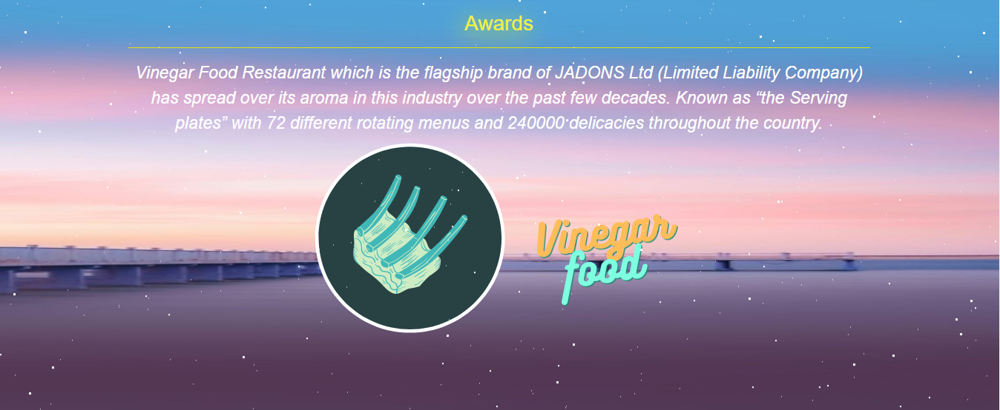 Awards
Vinegar Food Restaurant which is the flagship brand of JADONS Ltd (Limited Liability Company)
has spread over its aroma in this industry over the past few decades. Known as “the Serving
plates” with 72 different rotating menus and 240000 delicacies throughout the country.
Vinegar
food